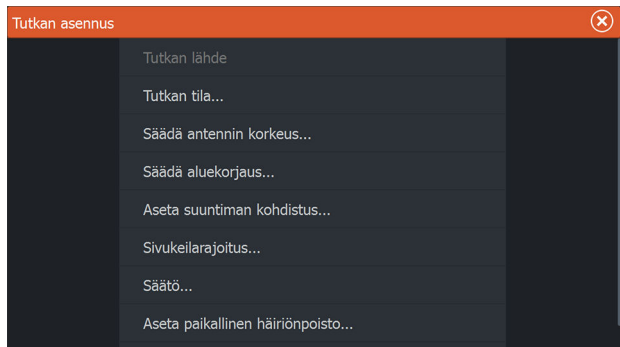 Tutkan asennus
Tutkan lähde
Tutkan tila...
Säädä antennin korkeus...
Säädä aluekorjaus...
Aseta suuntiman kohdistus...
Sivukeilarajoitus...
Säätö...
Aseta paikallinen häiriönpoisto...